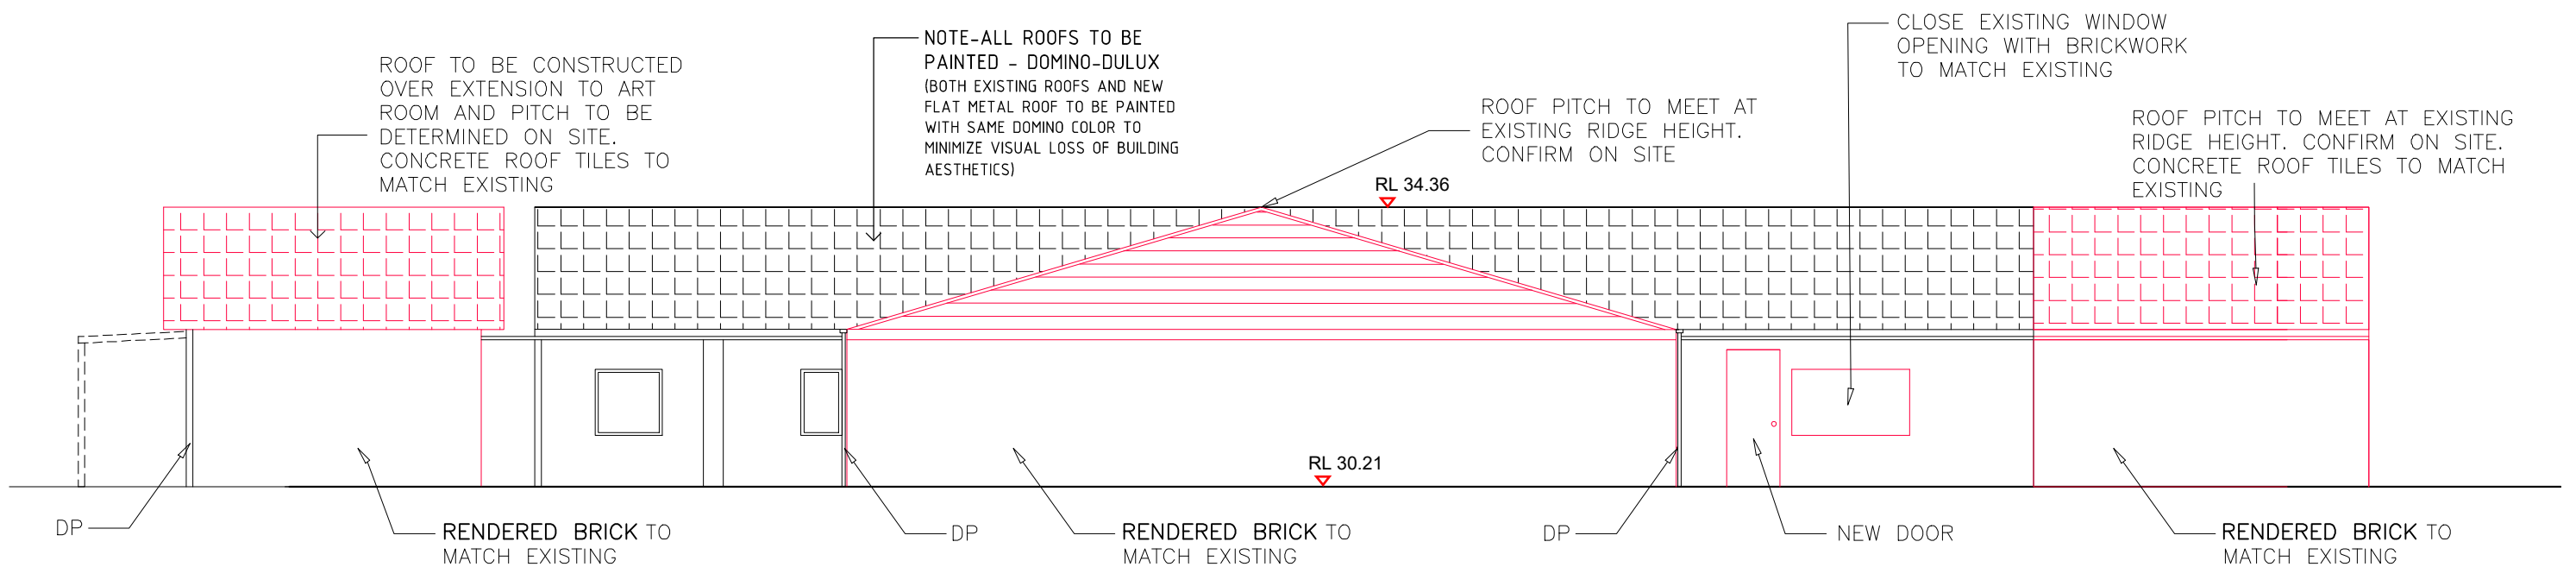 ROOF TO BE CONSTRUCTED
OVER EXTENSION TO ART
ROOM AND PITCH TO BE
DETERMINED ON SITE.
CONCRETE ROOF TILES TO
MATCH EXISTING
NOTE-ALL ROOFS TO BE
PAINTED - DOMINO-DULUX
(BOTH EXISTING ROOFS AND NEW
FLAT METAL ROOF TO BE PAINTED
WITH SAME DOMINO COLOR TO
MINIMIZE VISUAL LOSS OF BUILDING
AESTHETICS)
ROOF PITCH TO MEET AT
EXISTING RIDGE HEIGHT.
CONFIRM ON SITE
CLOSE EXISTING WINDOW
OPENING WITH BRICKWORK
TO MATCH EXISTING
ROOF PITCH TO MEET AT EXISTING
RIDGE HEIGHT. CONFIRM ON SITE.
CONCRETE ROOF TILES TO MATCH
EXISTING
RL 34.36
RL 30.21
DP
RENDERED BRICK TO
MATCH EXISTING
DP
RENDERED BRICK TO
MATCH EXISTING
DP
NEW DOOR
RENDERED BRICK TO
MATCH EXISTING